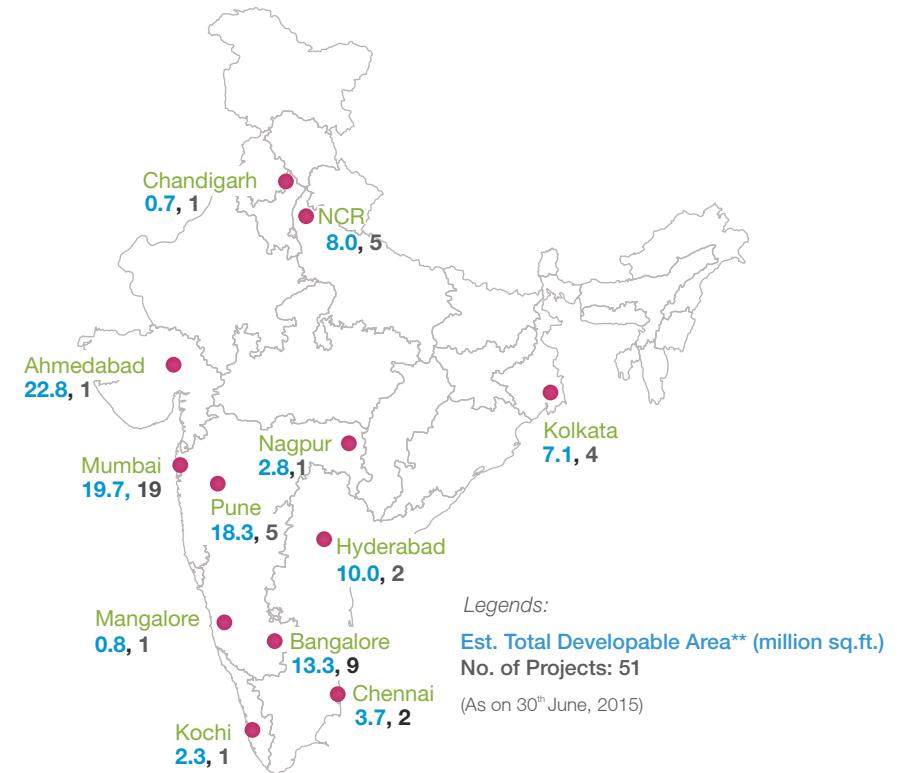 Chandigarh
0.7, 1
NCR
8.0, 5
Ahmedabad
22.8, 1
Kolkata
7.1, 4
Nagpur
2.8,1
Mumbai
19.7, 19
Pune
18.3, 5
Hyderabad
10.0, 2
Mangalore
0.8, 1
Bangalore
13.3, 9
Chennai
3.7, 2
Kochi
2.3, 1
Legends:
Est. Total Developable Area** (million sq.ft.)
No. of Projects: 51
(As on 30th June, 2015)